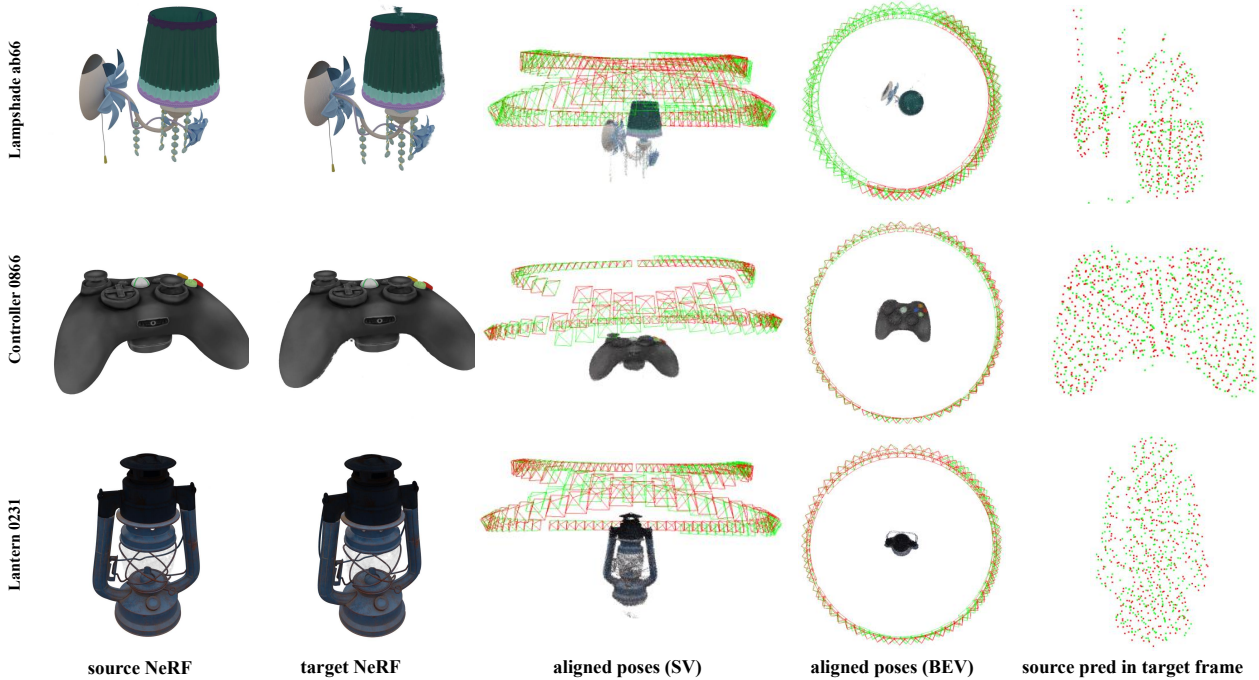 Lampshade ab66
Controller 0866
Lantern 0231
source NeRF
target NeRF
aligned poses (SV)
aligned poses (BEV)
source pred in target frame